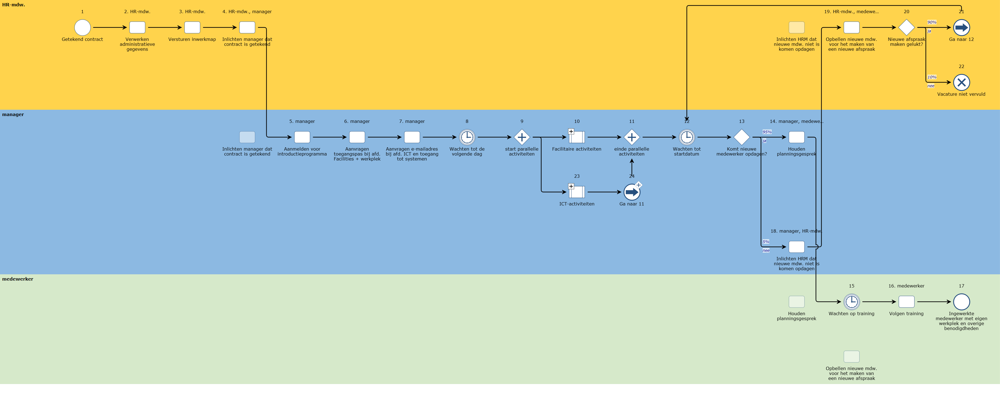 HR-mdw.
1
2. HR-mdw.
3. HR-mdw.
4. HR-mdw., manager
19. HR-mdw., medewe...
20
21
90%
ja
Getekend contract
Verwerken
administratieve
gegevens
Versturen inwerkmap
Inlichten manager dat
contract is getekend
Inlichten HRM dat
nieuwe mdw. niet is
komen opdagen
Opbellen nieuwe mdw.
voor het maken van
een nieuwe afspraak
Nieuwe afspraak
maken gelukt?
Ga naar 12
22
10%
nee
Vacature niet vervuld
manager
5. manager
6. manager
7. manager
8
9
10
11
12
13
14. manager, medewe...
95%
ja
Inlichten manager dat
contract is getekend
Aanmelden voor
introductieprogramma
Aanvragen
toegangspas bij afd.
Facilities + werkplek
Aanvragen e-mailadres
bij afd. ICT en toegang
tot systemen
Wachten tot de
volgende dag
start parallelle
activiteiten
Facilitaire activiteiten
einde parallelle
activiteiten
Wachten tot
startdatum
Komt nieuwe
medewerker opdagen?
Houden
planningsgesprek
23
24
ICT-activiteiten
Ga naar 11
18. manager, HR-mdw.
5%
nee
Inlichten HRM dat
nieuwe mdw. niet is
komen opdagen
medewerker
15
16. medewerker
17
Houden
planningsgesprek
Wachten op training
Volgen training
Ingewerkte
medewerker met eigen
werkplek en overige
benodigdheden
Opbellen nieuwe mdw.
voor het maken van
een nieuwe afspraak